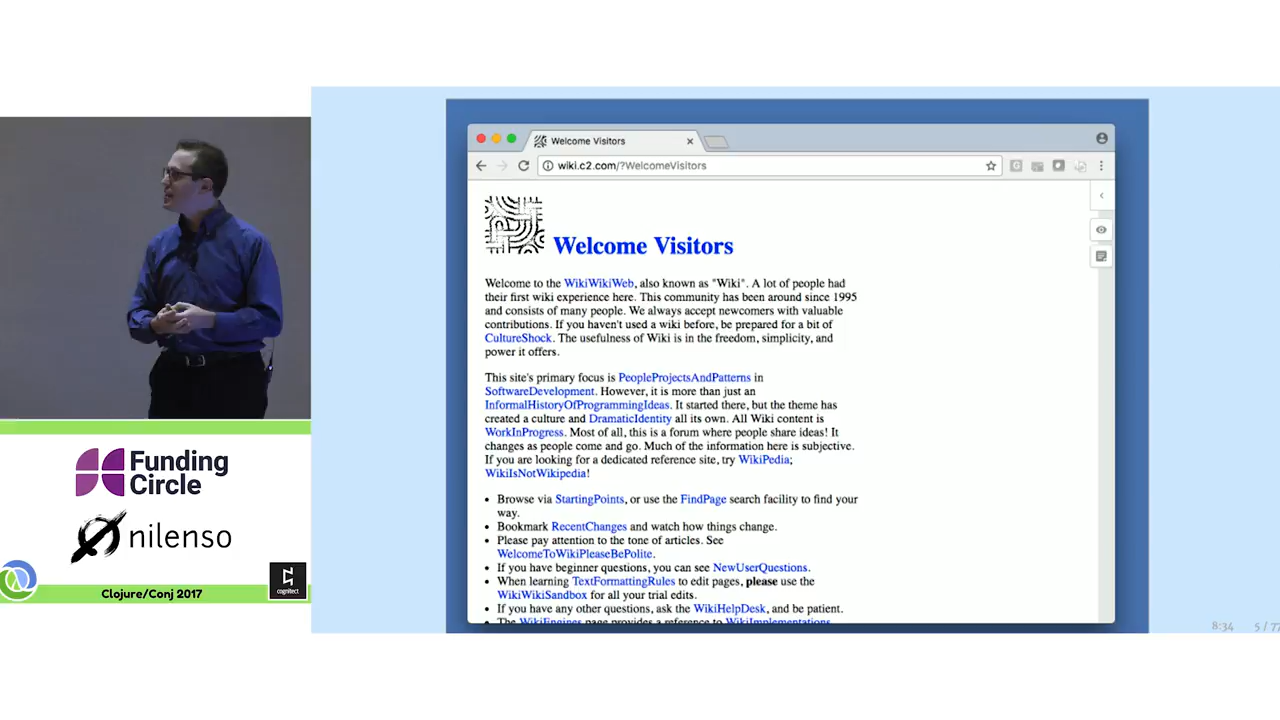 Welcome Visitors
wiki.c2.com/?WelcomeVisitors
Welcome Visitors
Welcome to the WikiWikiWeb, also known as "Wiki". A lot of people had
their first wiki experience here. This community has been around since 1995
and consists of many people. We always accept newcomers with valuable
contributions. If you haven't used a wiki before, be prepared for a bit of
CultureShock. The usefulness of Wiki is in the freedom, simplicity, and
power it offers.
This site's primary focus is PeopleProjectsAndPatterns in
SoftwareDevelopment. However, it is more than just an
InformalHistoryOfProgrammingIdeas. It started there, but the theme has
created a culture and DramaticIdentity all its own. All Wiki content is
WorkInProgress. Most of all, this is a forum where people share ideas! It
changes as people come and go. Much of the information here is subjective.
If you are looking for a dedicated reference site, try WikiPedia;
WikiIsNotWikipedia!
• Browse via StartingPoints, or use the FindPage search facility to find your
way.
• Bookmark RecentChanges and watch how things change.
• Please pay attention to the tone of articles. See
WelcomeToWikiPleaseBePolite.
• If you have beginner questions, you can see NewUserQuestions.
• When learning TextFormattingRules to edit pages, please use the
WikiWikiSandbox for all your trial edits.
• If you have any other questions, ask the WikiHelpDesk, and be patient.
• The WikiEngines page provides a reference to WikiImplementations
Funding
Circle
nilenso
cognitect
Clojure/Conj 2017
8:34 5 / 77